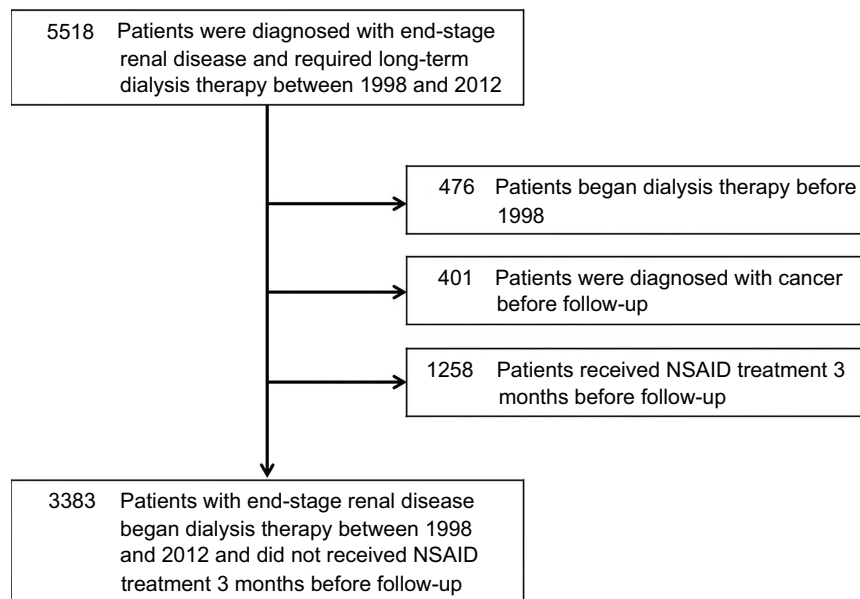 5518 Patients were diagnosed with end-stage
renal disease and required long-term
dialysis therapy between 1998 and 2012
476 Patients began dialysis therapy before
1998
401 Patients were diagnosed with cancer
before follow-up
1258 Patients received NSAID treatment 3
months before follow-up
3383 Patients with end-stage renal disease
began dialysis therapy between 1998
and 2012 and did not received NSAID
treatment 3 months before follow-up